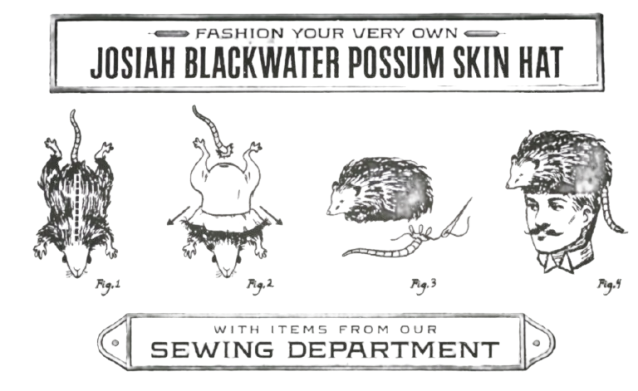 FASHION YOUR VERY OWN
JOSIAH BLACKWATER POSSUM SKIN HAT
Fig.1
Fig.2
Fig.3
Fig.4
WITH ITEMS FROM OUR
SEWING DEPARTMENT